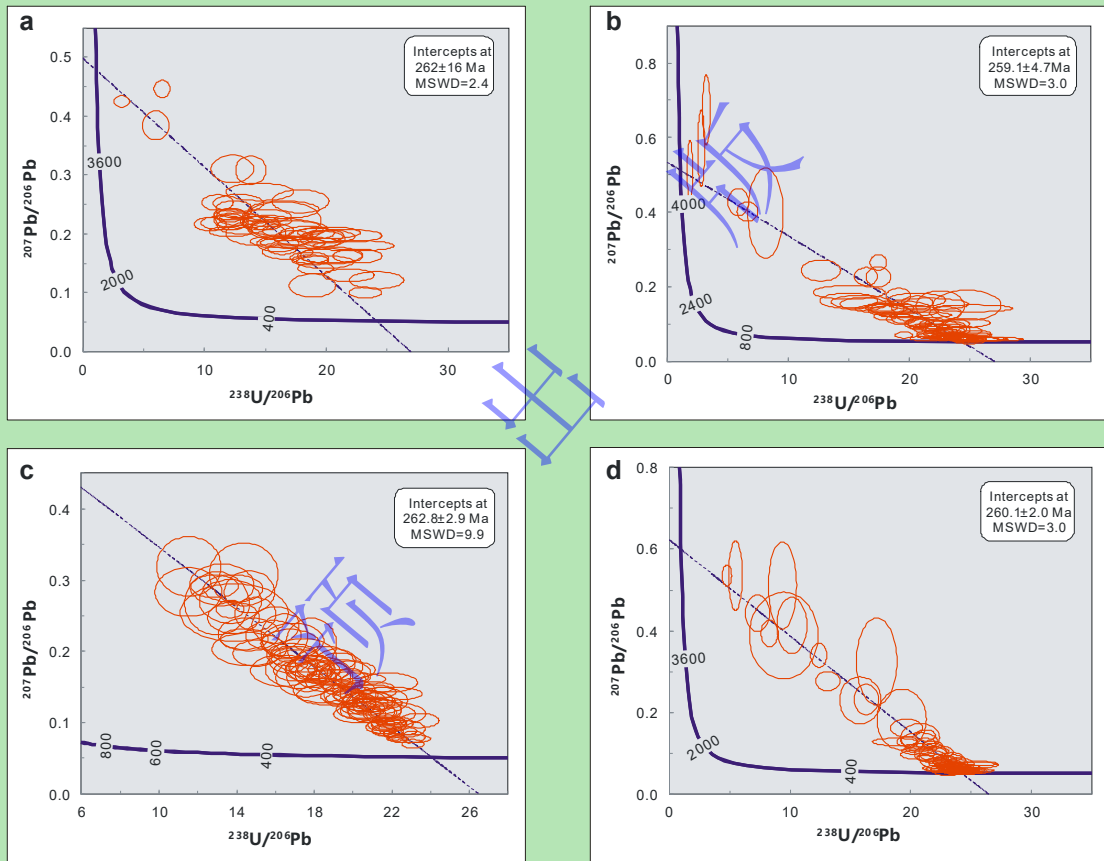 a
Intercepts at
262±16 Ma
MSWD=2.4
0.5
0.4
0.3
0.2
0.1
0.0
3600
2000
400
0
10
20
30
²⁰⁷Pb/²⁰⁶Pb
²³⁸U/²⁰⁶Pb
b
Intercepts at
259.1±4.7Ma
MSWD=3.0
0.8
0.6
0.4
0.2
0.0
4000
2400
800
0
10
20
30
²⁰⁷Pb/²⁰⁶Pb
²³⁸U/²⁰⁶Pb
c
Intercepts at
262.8±2.9 Ma
MSWD=9.9
0.4
0.3
0.2
0.1
0.0
800
600
400
6
10
14
18
22
26
²⁰⁷Pb/²⁰⁶Pb
²³⁸U/²⁰⁶Pb
d
Intercepts at
260.1±2.0 Ma
MSWD=3.0
0.8
0.6
0.4
0.2
0.0
3600
2000
400
0
10
20
30
²⁰⁷Pb/²⁰⁶Pb
²³⁸U/²⁰⁶Pb